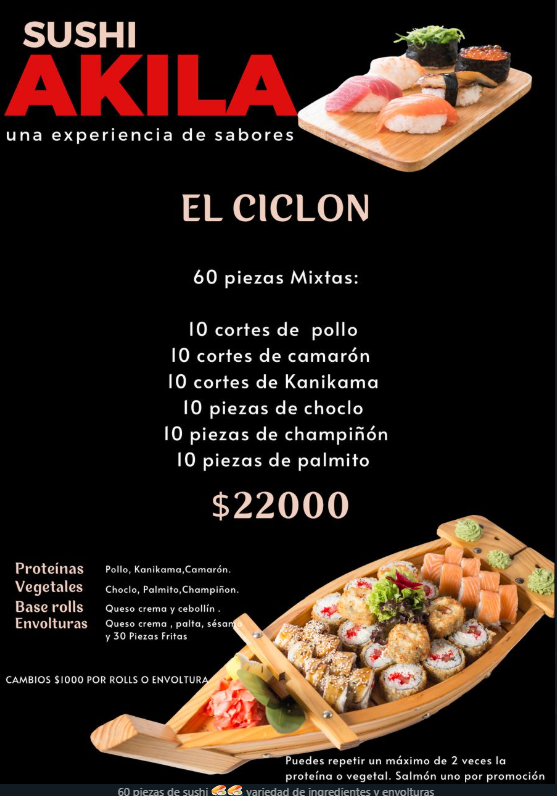 SUSHI
AKILA
una experiencia de sabores
EL CICLON
60 piezas Mixtas:
10 cortes de pollo
10 cortes de camarón
10 cortes de Kanikama
10 piezas de choclo
10 piezas de champiñón
10 piezas de palmito
$22000
Proteínas Pollo, Kanikama,Camarón.
Vegetales Choclo, Palmito,Champiñon.
Base rolls Queso crema y cebollín .
Envolturas Queso crema , palta, sésamo
y 30 Piezas Fritas
CAMBIOS $1000 POR ROLLS O ENVOLTURA
Puedes repetir un máximo de 2 veces la
proteína o vegetal. Salmón uno por promoción
60 piezas de sushi 🍣🍣 variedad de ingredientes y envolturas